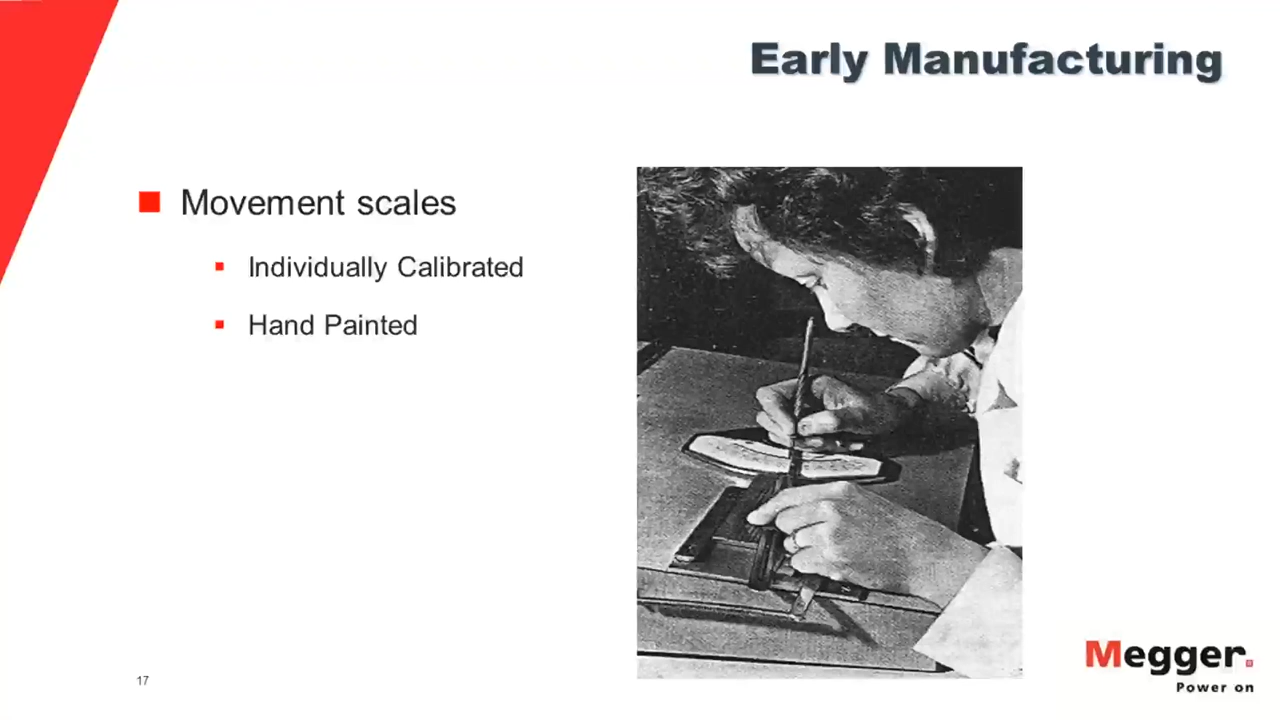 Early Manufacturing
Movement scales
Individually Calibrated
Hand Painted
17
Megger.
Power on